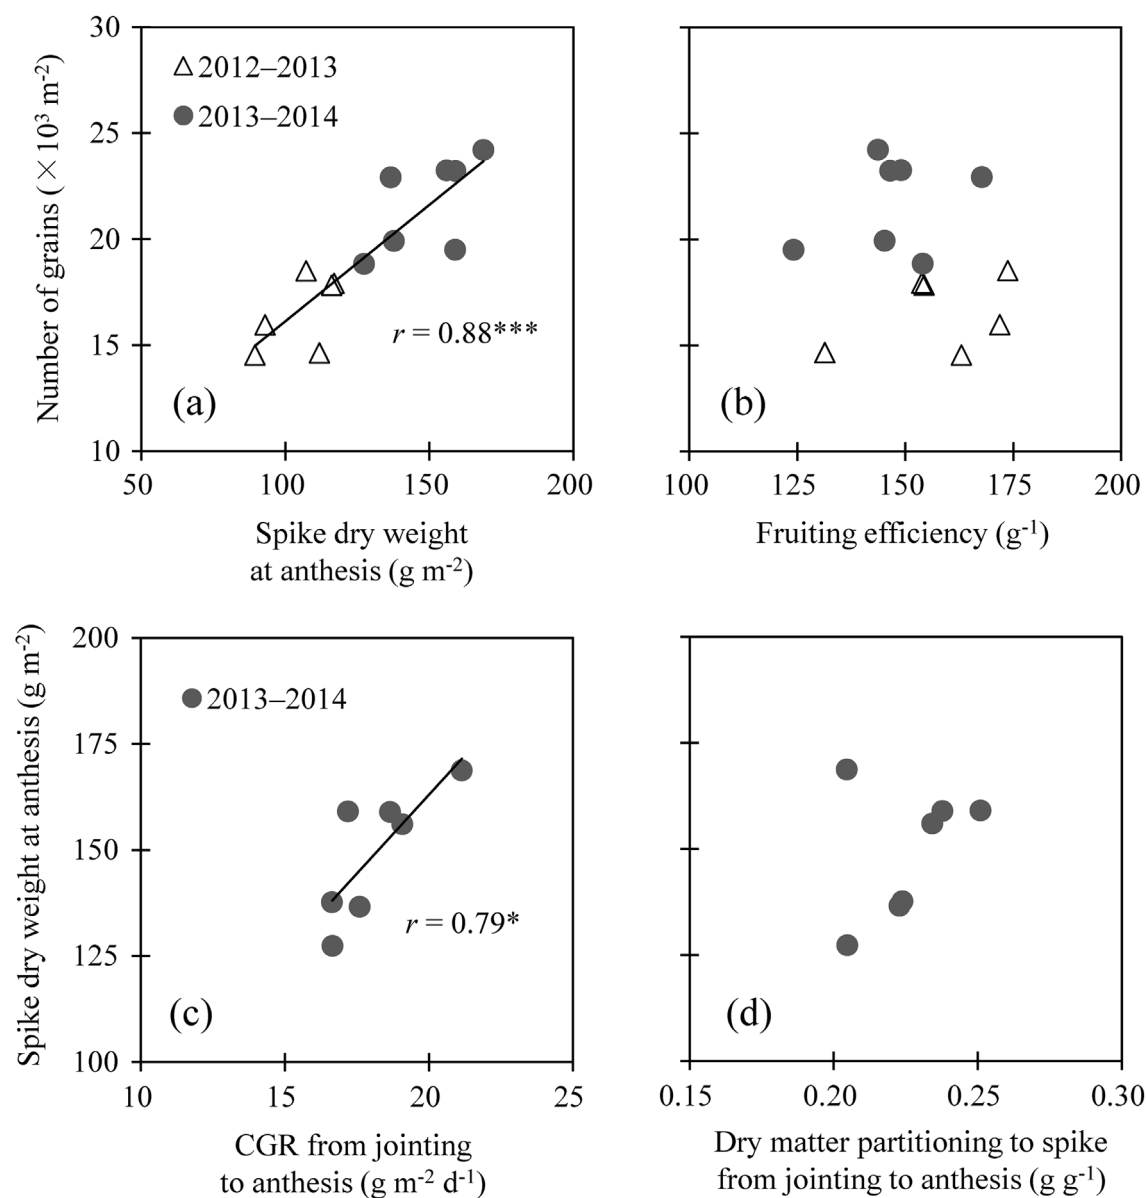 30
25
20
15
10
Number of grains (×10³ m⁻²)
2012–2013
2013–2014
r = 0.88***
(a)
50 100 150 200
Spike dry weight
at anthesis (g m⁻²)
(b)
100 125 150 175 200
Fruiting efficiency (g⁻¹)
200
175
150
125
100
Spike dry weight at anthesis (g m⁻²)
2013–2014
r = 0.79*
(c)
10 15 20 25
CGR from jointing
to anthesis (g m⁻² d⁻¹)
(d)
0.15 0.20 0.25 0.30
Dry matter partitioning to spike
from jointing to anthesis (g g⁻¹)